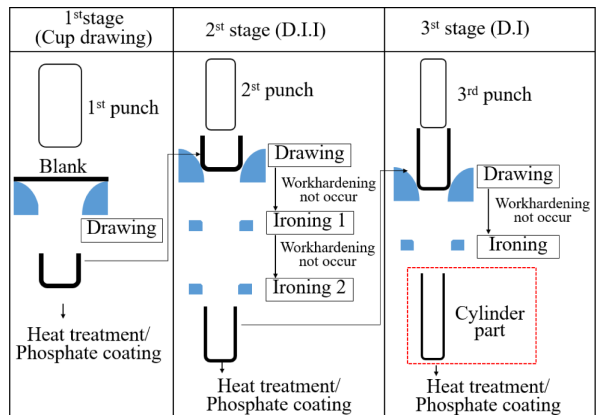 1st stage
(Cup drawing)
1st punch
Blank
Drawing
Heat treatment/
Phosphate coating
2st stage (D.I.I)
2st punch
Drawing
Workhardening
not occur
Ironing 1
Workhardening
not occur
Ironing 2
Heat treatment/
Phosphate coating
3st stage (D.I)
3rd punch
Drawing
Workhardening
not occur
Ironing
Cylinder
part
Heat treatment/
Phosphate coating